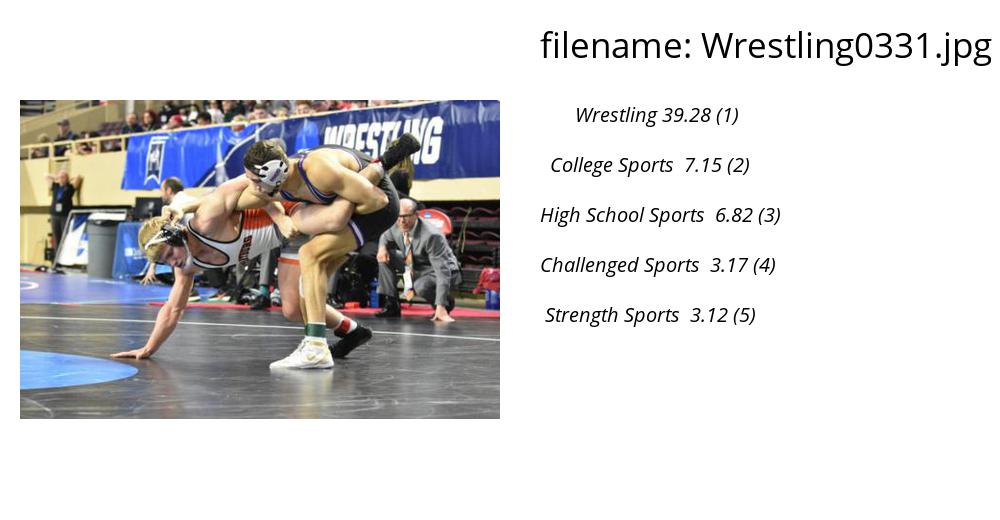 filename: Wrestling0331.jpg
Wrestling 39.28 (1)
College Sports 7.15 (2)
High School Sports 6.82 (3)
Challenged Sports 3.17 (4)
Strength Sports 3.12 (5)
WRESTLING